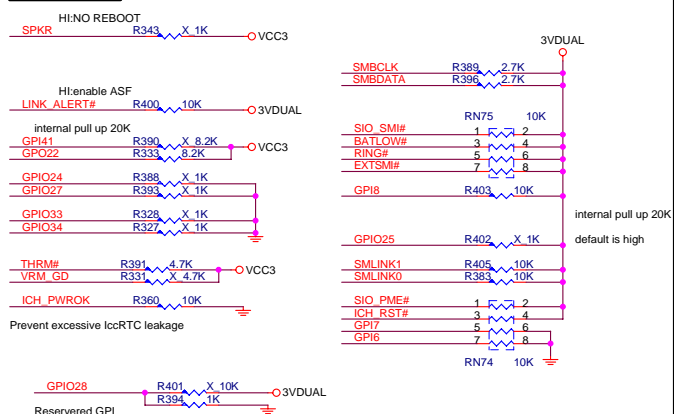 HI:NO REBOOT
SPKR R343 X_1K VCC3
HI:enable ASF
LINK_ALERT# R400 10K 3VDUAL
internal pull up 20K
GPI41 R390 X_8.2K VCC3
GPO22 R333 8.2K
GPIO24 R388 X_1K
GPIO27 R393 X_1K
GPIO33 R328 X_1K
GPIO34 R327 X_1K
THRM# R391 4.7K VCC3
VRM_GD R331 X_4.7K
ICH_PWROK R360 10K
Prevent excessive IccRTC leakage
GPIO28 R401 X_10K 3VDUAL
R394 1K
Reservered GPI
3VDUAL
SMBCLK R389 2.7K
SMBDATA R396 2.7K
RN75 10K
SIO_SMI# 1 2
BATLOW# 3 4
RING# 5 6
EXTSMI# 7 8
GPI8 R403 10K
internal pull up 20K
GPIO25 R402 X_1K default is high
SMLINK1 R405 10K
SMLINK0 R383 10K
SIO_PME# 1 2
ICH_RST# 3 4
GPI7 5 6
GPI6 7 8
RN74 10K